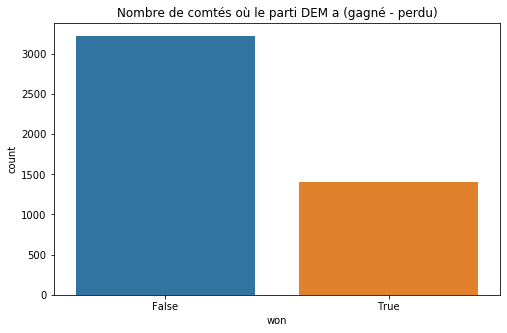 Nombre de comtés où le parti DEM a (gagné - perdu)
3000
2500
2000
1500
1000
500
0
count
False
True
won